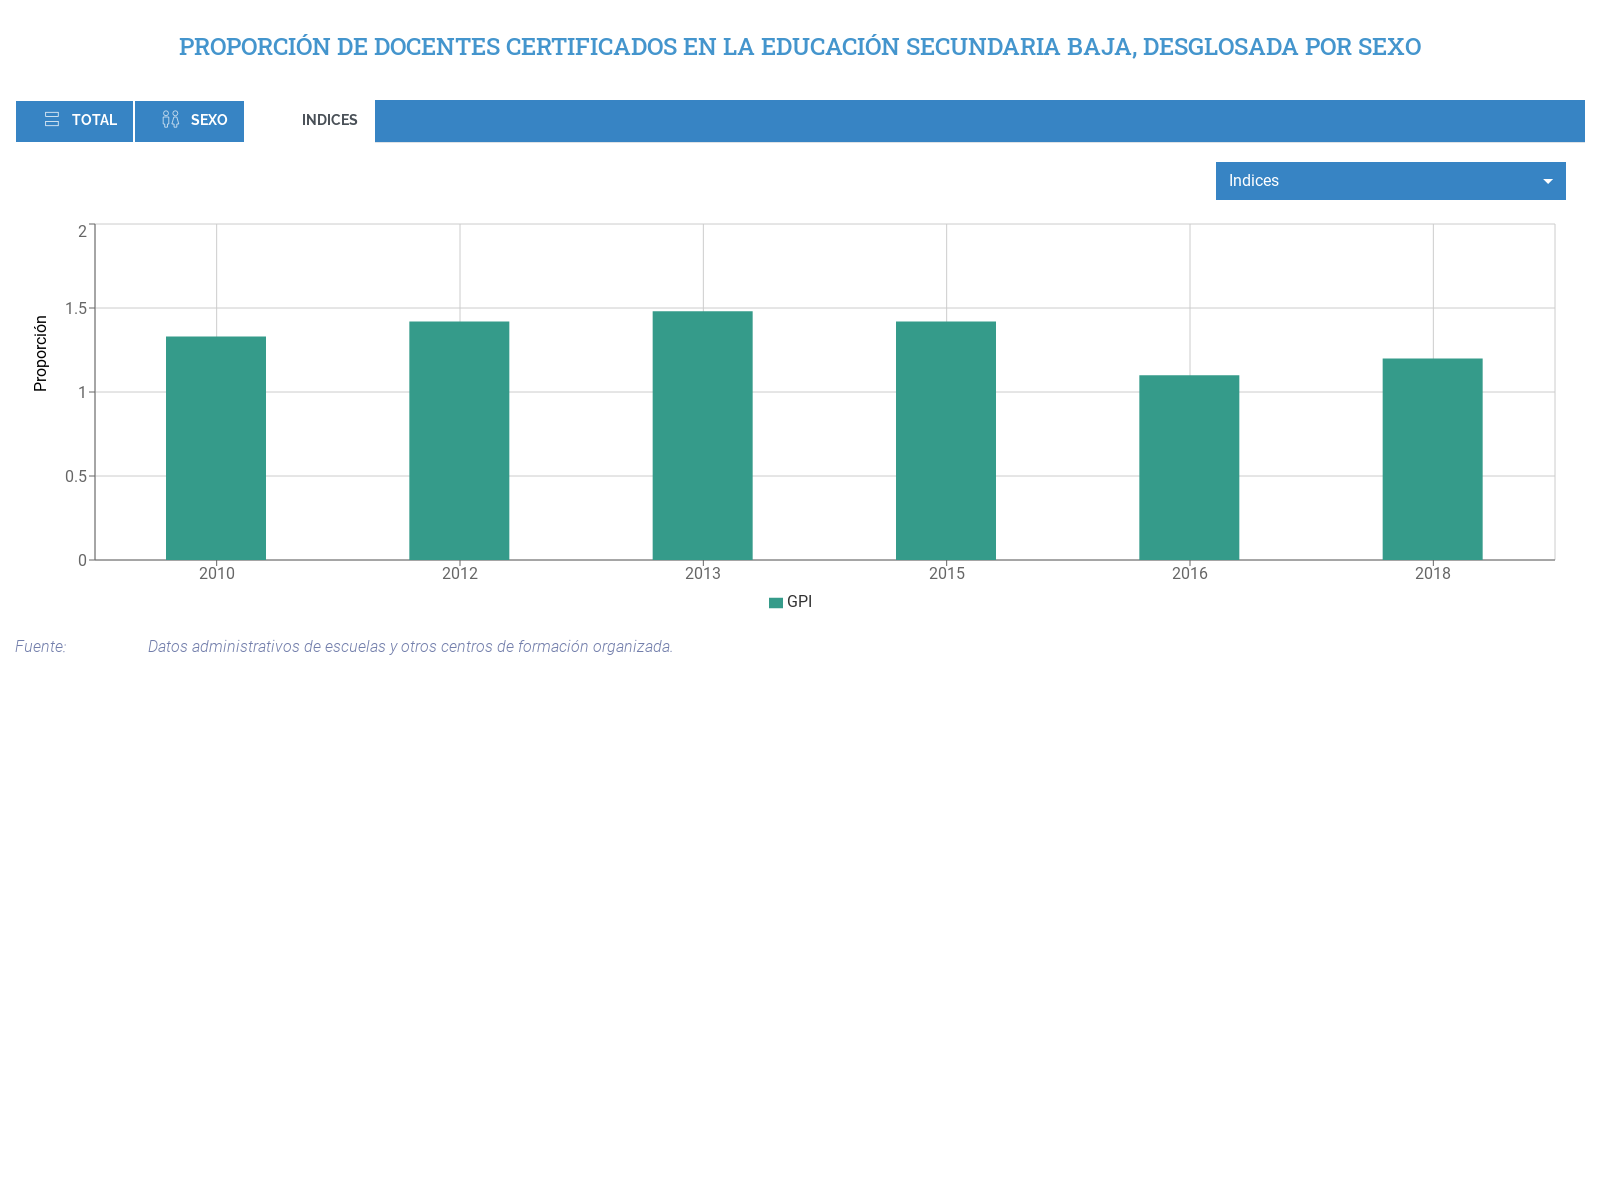 PROPORCIÓN DE DOCENTES CERTIFICADOS EN LA EDUCACIÓN SECUNDARIA BAJA, DESGLOSADA POR SEXO
TOTAL SEXO INDICES
Indices
2
1.5
1
0.5
0
Proporción
2010 2012 2013 2015 2016 2018
GPI
Fuente: Datos administrativos de escuelas y otros centros de formación organizada.